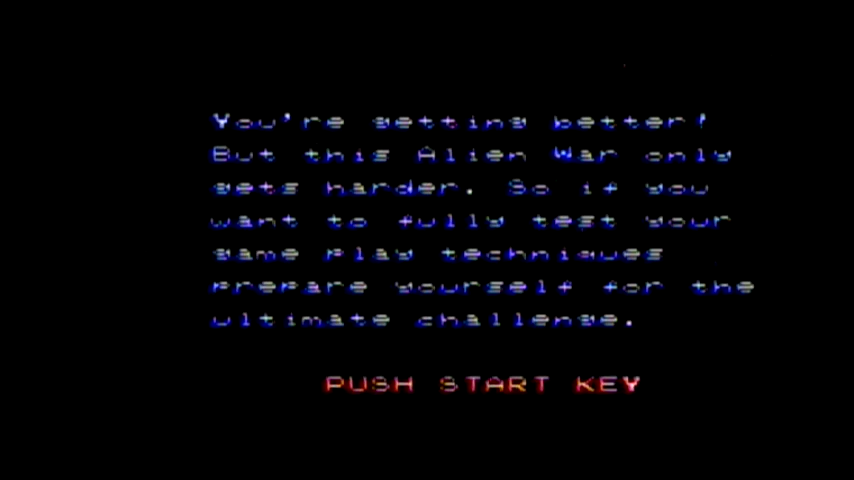 You're getting better!
But this Alien War only
gets harder. So if you
want to fully test your
game play techniques
prepare yourself for the
ultimate challenge.
PUSH START KEY